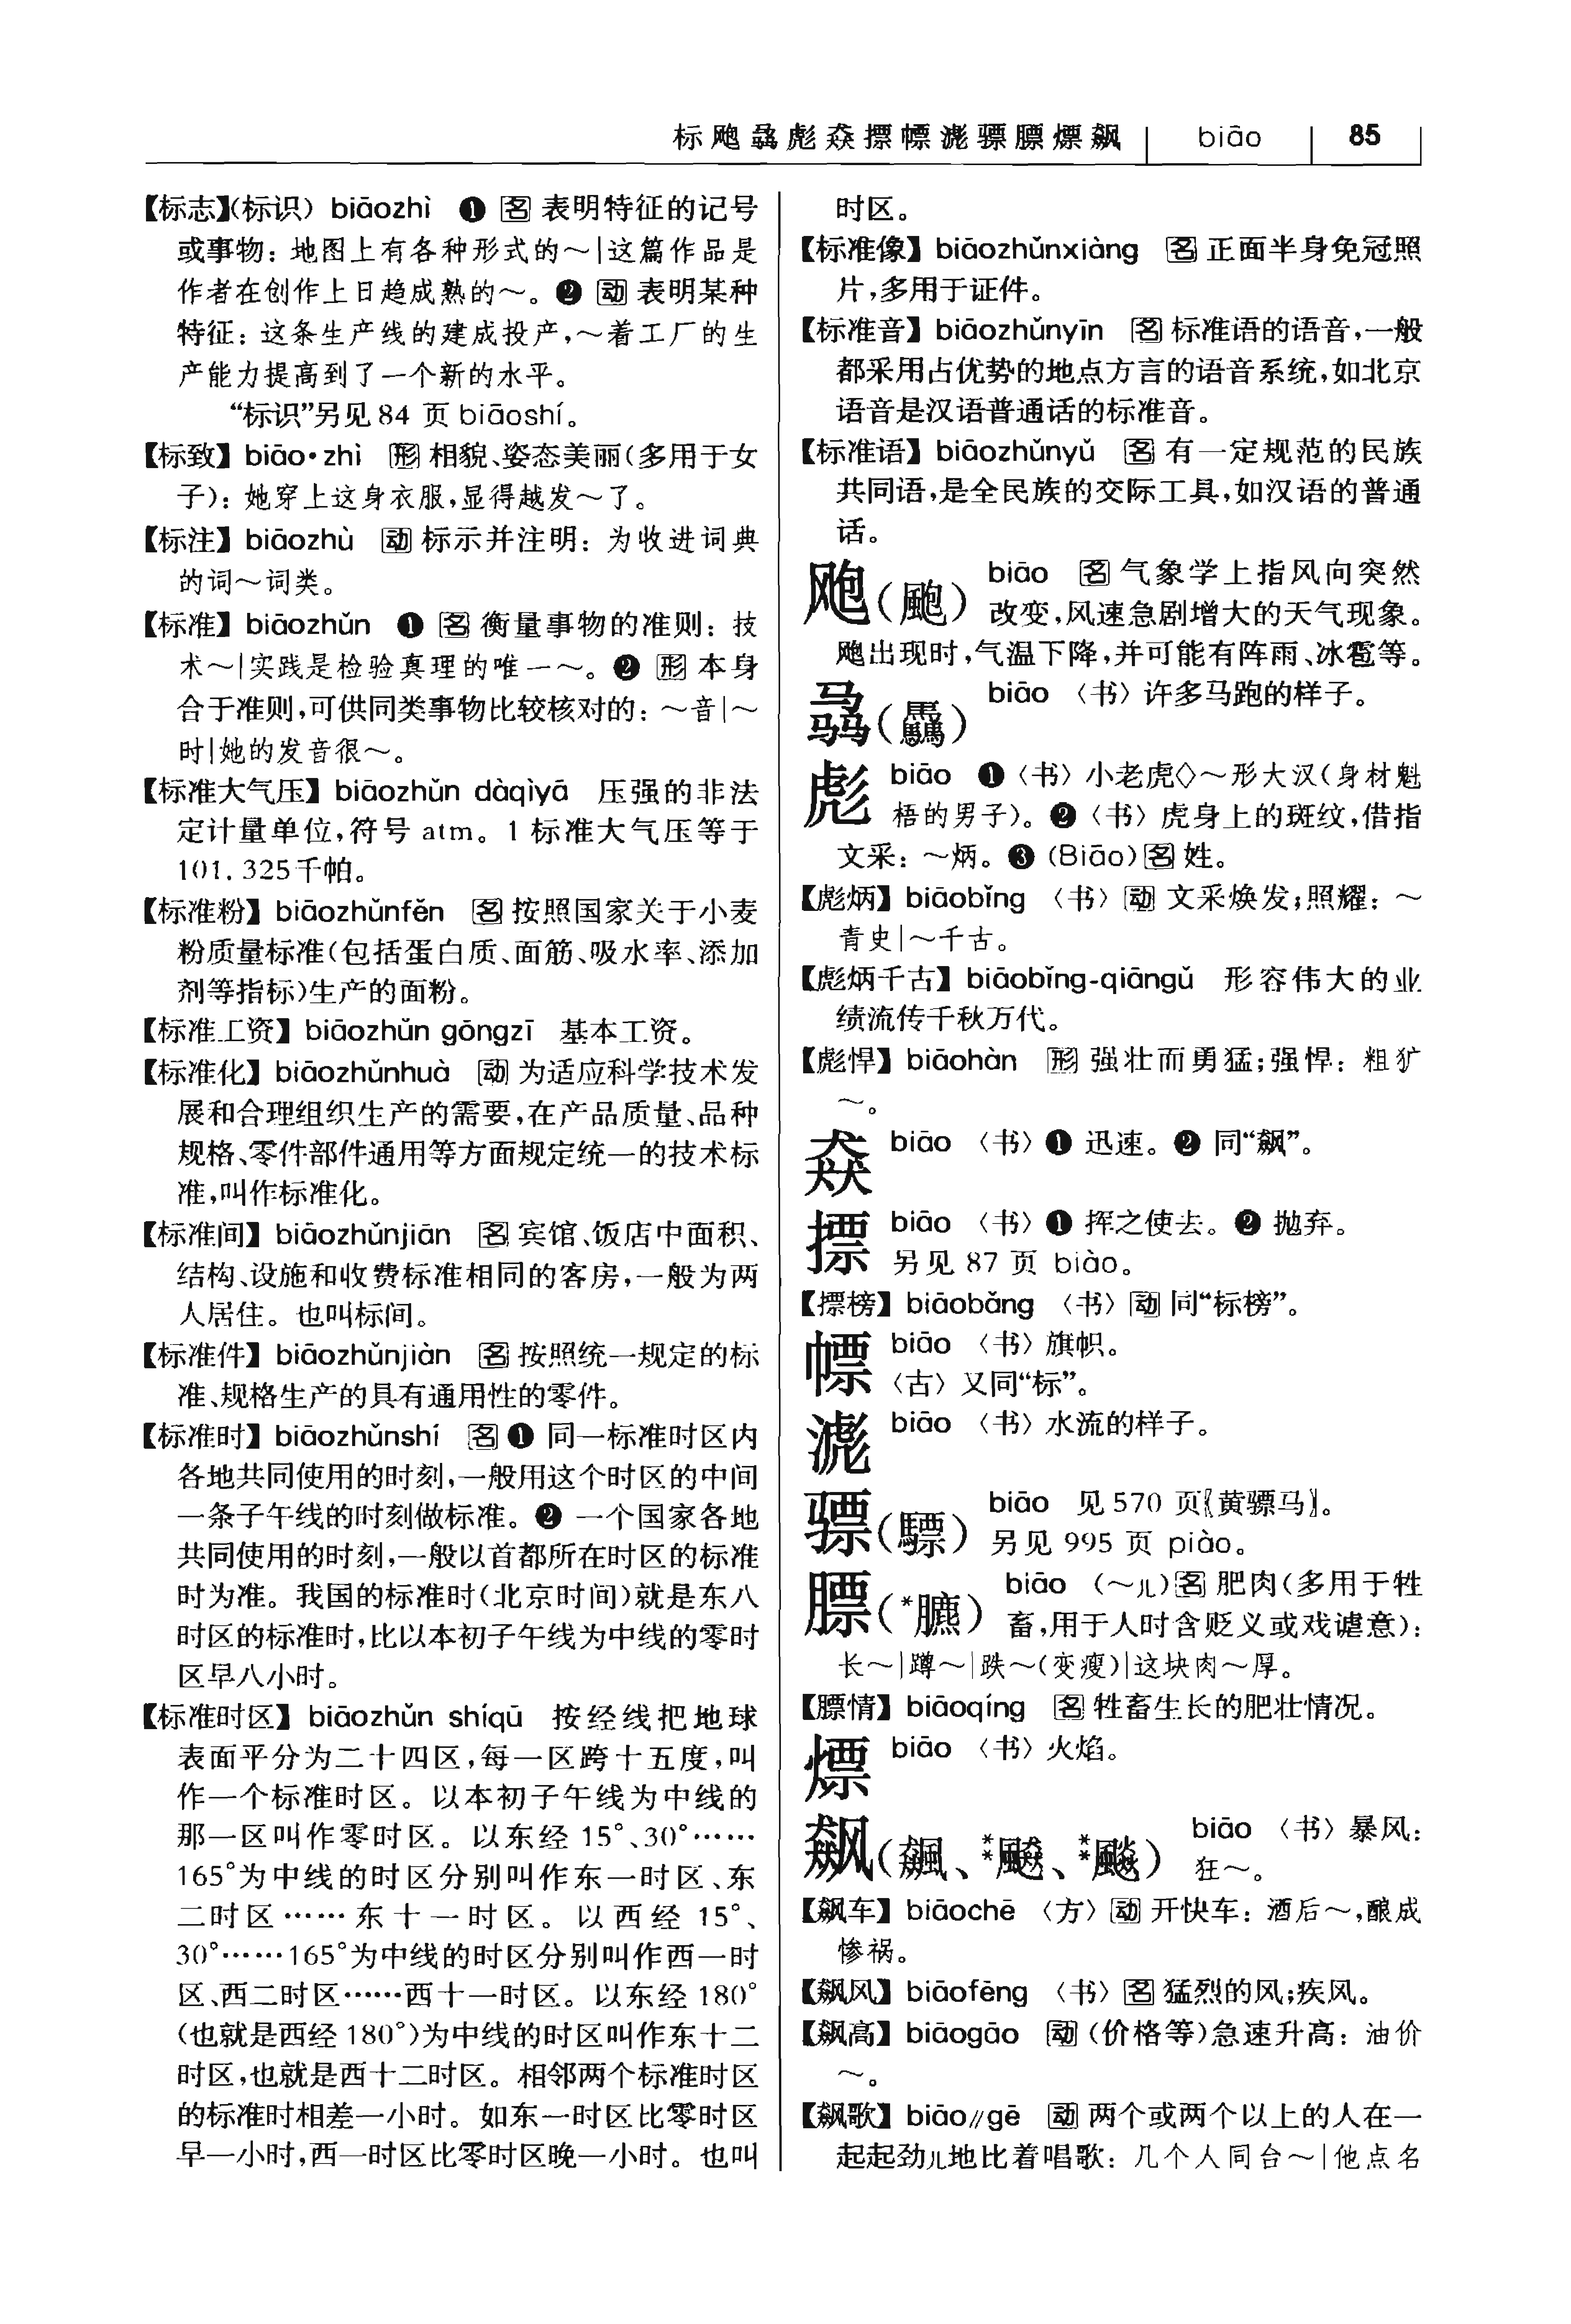 标飑骉彪猋摽幖滮骠膘熛飙 biāo 85
【标志】(标识) biāozhì ❶ 名 表明特征的记号
或事物：地图上有各种形式的～|这篇作品是
作者在创作上日趋成熟的～。❷ 动 表明某种
特征：这条生产线的建成投产，～着工厂的生
产能力提高到了一个新的水平。
“标识”另见 84 页 biāoshí。
【标致】biāo•zhì 形 相貌、姿态美丽(多用于女
子)：她穿上这身衣服，显得越发～了。
【标注】biāozhù 动 标示并注明：为收进词典
的词～词类。
【标准】biāozhǔn ❶ 名 衡量事物的准则：技
术～|实践是检验真理的唯一～。❷ 形 本身
合于准则，可供同类事物比较核对的：～音|～
时|她的发音很～。
【标准大气压】biāozhǔn dàqìyā 压强的非法
定计量单位，符号 atm。1 标准大气压等于
101.325千帕。
【标准粉】biāozhǔnfěn 名 按照国家关于小麦
粉质量标准(包括蛋白质、面筋、吸水率、添加
剂等指标)生产的面粉。
【标准工资】biāozhǔn gōngzī 基本工资。
【标准化】biāozhǔnhuà 动 为适应科学技术发
展和合理组织生产的需要，在产品质量、品种
规格、零件部件通用等方面规定统一的技术标
准，叫作标准化。
【标准间】biāozhǔnjiān 名 宾馆、饭店中面积、
结构、设施和收费标准相同的客房，一般为两
人居住。也叫标间。
【标准件】biāozhǔnjiàn 名 按照统一规定的标
准、规格生产的具有通用性的零件。
【标准时】biāozhǔnshí 名 ❶ 同一标准时区内
各地共同使用的时刻，一般用这个时区的中间
一条子午线的时刻做标准。❷ 一个国家各地
共同使用的时刻，一般以首都所在时区的标准
时为准。我国的标准时(北京时间)就是东八
时区的标准时，比以本初子午线为中线的零时
区早八小时。
【标准时区】biāozhǔn shíqū 按经线把地球
表面平分为二十四区，每一区跨十五度，叫
作一个标准时区。以本初子午线为中线的
那一区叫作零时区。以东经 15°、30°……
165°为中线的时区分别叫作东一时区、东
二时区……东十一时区。以西经 15°、
30°……165°为中线的时区分别叫作西一时
区、西二时区……西十一时区。以东经 180°
(也就是西经 180°)为中线的时区叫作东十二
时区，也就是西十二时区。相邻两个标准时区
的标准时相差一小时。如东一时区比零时区
早一小时，西一时区比零时区晚一小时。也叫
时区。
【标准像】biāozhǔnxiàng 名 正面半身免冠照
片，多用于证件。
【标准音】biāozhǔnyīn 名 标准语的语音，一般
都采用占优势的地点方言的语音系统，如北京
语音是汉语普通话的标准音。
【标准语】biāozhǔnyǔ 名 有一定规范的民族
共同语，是全民族的交际工具，如汉语的普通
话。
飑(颮) biāo 名 气象学上指风向突然
改变，风速急剧增大的天气现象。
飑出现时，气温下降，并可能有阵雨、冰雹等。
骉(驫) biāo 〈书〉许多马跑的样子。
彪 biāo ❶〈书〉小老虎◇～形大汉(身材魁
梧的男子)。❷〈书〉虎身上的斑纹，借指
文采：～炳。❸ (Biāo)名 姓。
【彪炳】biāobǐng 〈书〉动 文采焕发；照耀：～
青史|～千古。
【彪炳千古】biāobǐng-qiāngǔ 形容伟大的业
绩流传千秋万代。
【彪悍】biāohàn 形 强壮而勇猛；强悍：粗犷
～。
猋 biāo 〈书〉❶ 迅速。❷ 同“飙”。
摽 biāo 〈书〉❶ 挥之使去。❷ 抛弃。
另见 87 页 biào。
【摽榜】biāobǎng 〈书〉动 同“标榜”。
幖 biāo 〈书〉旗帜。
〈古〉又同“标”。
滮 biāo 〈书〉水流的样子。
骠(驃) biāo 见 570 页〖黄骠马〗。
另见 995 页 piào。
膘(*臕) biāo (～儿)名 肥肉(多用于牲
畜，用于人时含贬义或戏谑意)：
长～|蹲～|跌～(变瘦)|这块肉～厚。
【膘情】biāoqíng 名 牲畜生长的肥壮情况。
熛 biāo 〈书〉火焰。
飙(飆、**飇、**飈) biāo 〈书〉暴风：
狂～。
【飙车】biāochē 〈方〉动 开快车：酒后～，酿成
惨祸。
【飙风】biāofēng 〈书〉名 猛烈的风；疾风。
【飙高】biāogāo 动 (价格等)急速升高：油价
～。
【飙歌】biāo//gē 动 两个或两个以上的人在一
起起劲儿地比着唱歌：几个人同台～|他点名